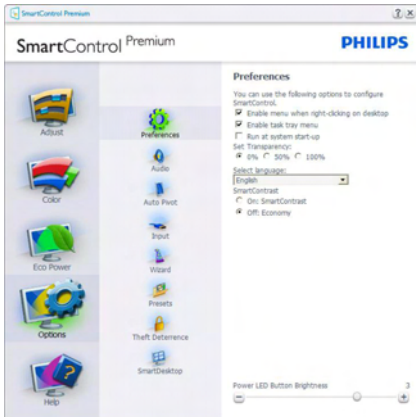 SmartControl Premium
SmartControl Premium
PHILIPS
Adjust
Color
Eco Power
Options
Help
Preferences
Audio
Auto Pivot
Input
Wizard
Presets
Theft Deterrence
SmartDesktop
Preferences
You can use the following options to configure
SmartControl.
Enable menu when right-clicking on desktop
Enable task tray menu
Run at system start-up
Set Transparency:
0% 50% 100%
Select language:
English
SmartContrast
On: SmartContrast
Off: Economy
Power LED Button Brightness 3